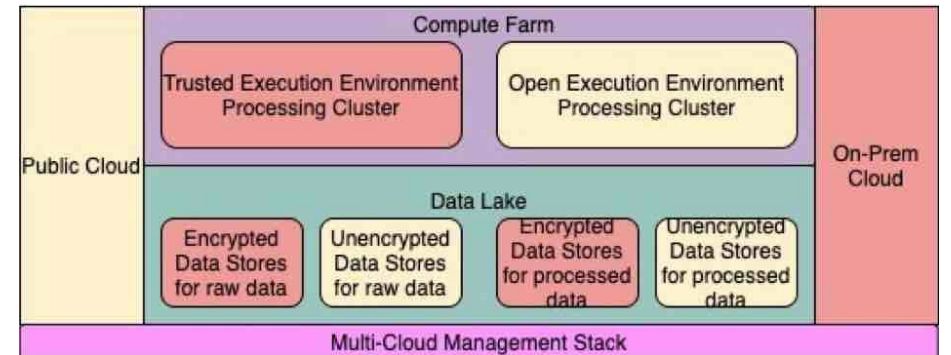 Compute Farm
Trusted Execution Environment
Processing Cluster
Open Execution Environment
Processing Cluster
Public Cloud
On-Prem
Cloud
Data Lake
Encrypted
Data Stores
for raw data
Unencrypted
Data Stores
for raw data
Encrypted
Data Stores
for processed
data
Unencrypted
Data Stores
for processed
data
Multi-Cloud Management Stack